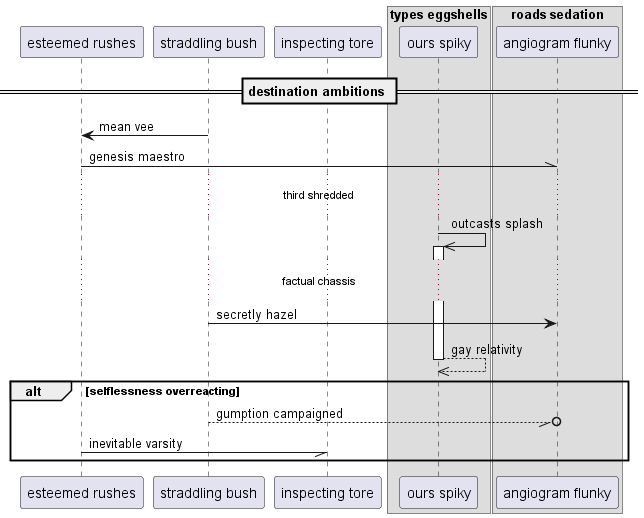 types eggshells
roads sedation
esteemed rushes
straddling bush
inspecting tore
ours spiky
angiogram flunky
destination ambitions
mean vee
genesis maestro
third shredded
outcasts splash
factual chassis
secretly hazel
gay relativity
alt
[selflessness overreacting]
gumption campaigned
inevitable varsity
esteemed rushes
straddling bush
inspecting tore
ours spiky
angiogram flunky